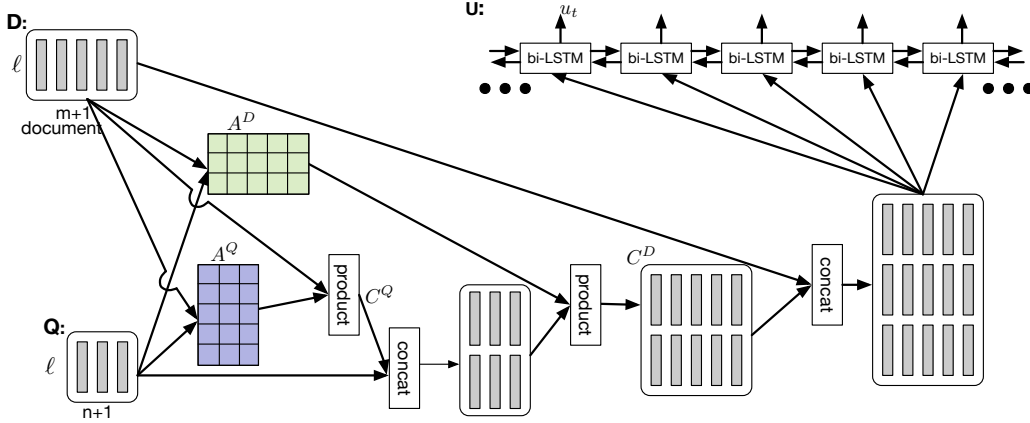 D:
U:
u_t
bi-LSTM bi-LSTM bi-LSTM bi-LSTM bi-LSTM
ℓ
m+1
document
A^D
A^Q
product
C^Q
product
C^D
concat
Q:
ℓ
concat
n+1